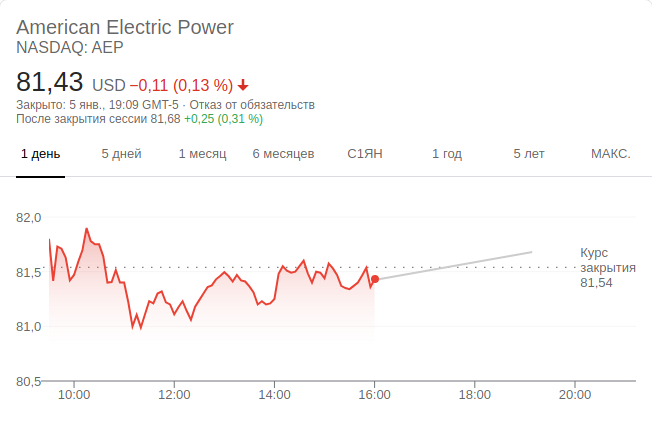 American Electric Power
NASDAQ: AEP
81,43 USD −0,11 (0,13 %)
Закрыто: 5 янв., 19:09 GMT-5 · Отказ от обязательств
После закрытия сессии 81,68 +0,25 (0,31 %)
1 день 5 дней 1 месяц 6 месяцев С1ЯН 1 год 5 лет МАКС.
82,0
81,5
81,0
80,5
Курс
закрытия
81,54
10:00 12:00 14:00 16:00 18:00 20:00